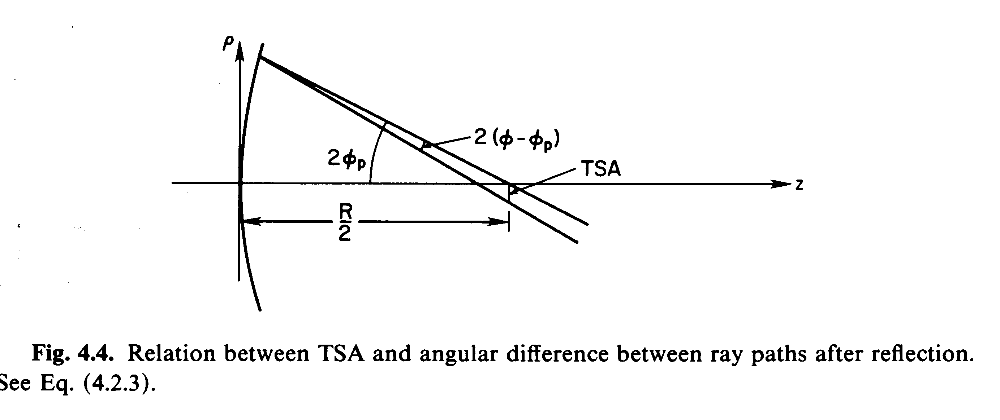 ρ
2(ϕ-ϕp)
2ϕp
TSA
z
R
2
Fig. 4.4. Relation between TSA and angular difference between ray paths after reflection.
See Eq. (4.2.3).